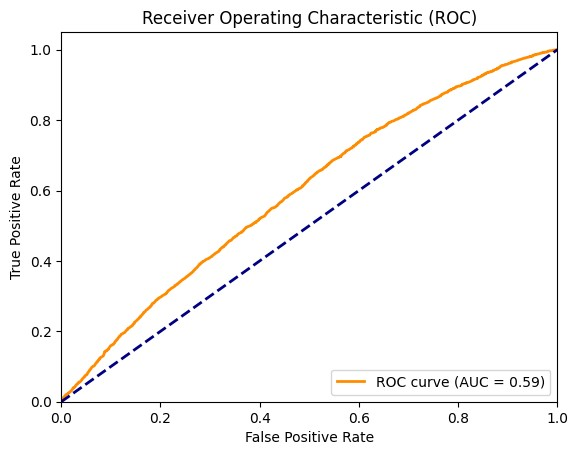 Receiver Operating Characteristic (ROC)
True Positive Rate
1.0
0.8
0.6
0.4
0.2
0.0
ROC curve (AUC = 0.59)
0.0 0.2 0.4 0.6 0.8 1.0
False Positive Rate